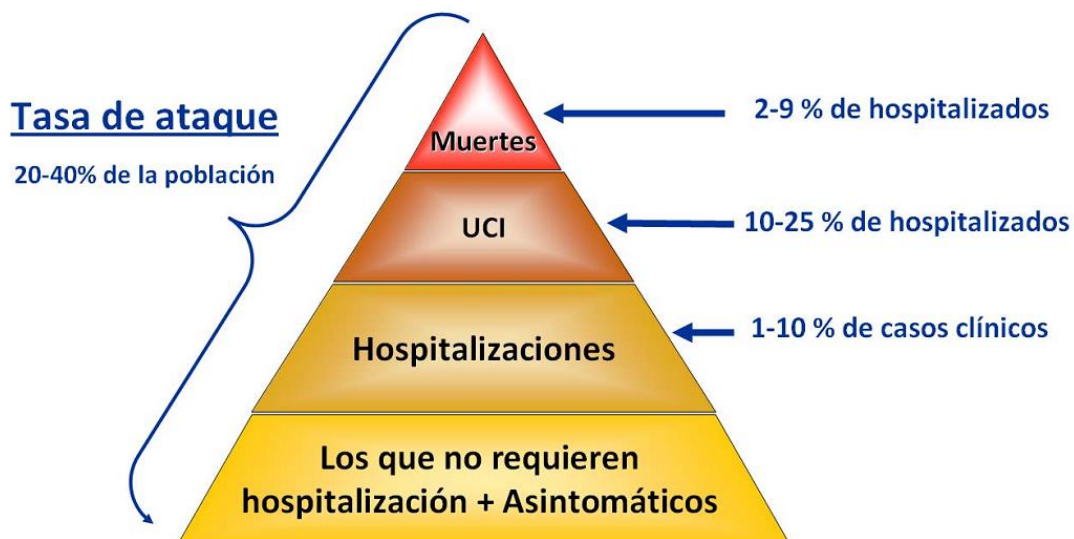 Tasa de ataque
20-40% de la población
Muertes
2-9 % de hospitalizados
UCI
10-25 % de hospitalizados
Hospitalizaciones
1-10 % de casos clínicos
Los que no requieren
hospitalización + Asintomáticos